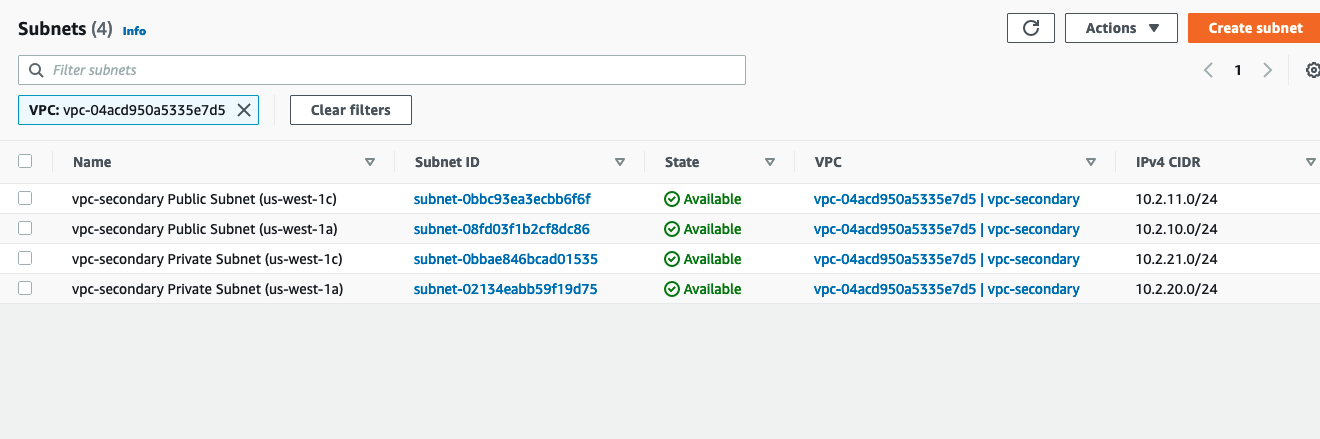 Subnets (4) Info
Actions
Create subnet
Filter subnets
1
VPC: vpc-04acd950a5335e7d5
Clear filters
Name Subnet ID State VPC IPv4 CIDR
vpc-secondary Public Subnet (us-west-1c) subnet-0bbc93ea3ecbb6f6f Available vpc-04acd950a5335e7d5 | vpc-secondary 10.2.11.0/24
vpc-secondary Public Subnet (us-west-1a) subnet-08fd03f1b2cf8dc86 Available vpc-04acd950a5335e7d5 | vpc-secondary 10.2.10.0/24
vpc-secondary Private Subnet (us-west-1c) subnet-0bbae846bcad01535 Available vpc-04acd950a5335e7d5 | vpc-secondary 10.2.21.0/24
vpc-secondary Private Subnet (us-west-1a) subnet-02134eabb59f19d75 Available vpc-04acd950a5335e7d5 | vpc-secondary 10.2.20.0/24